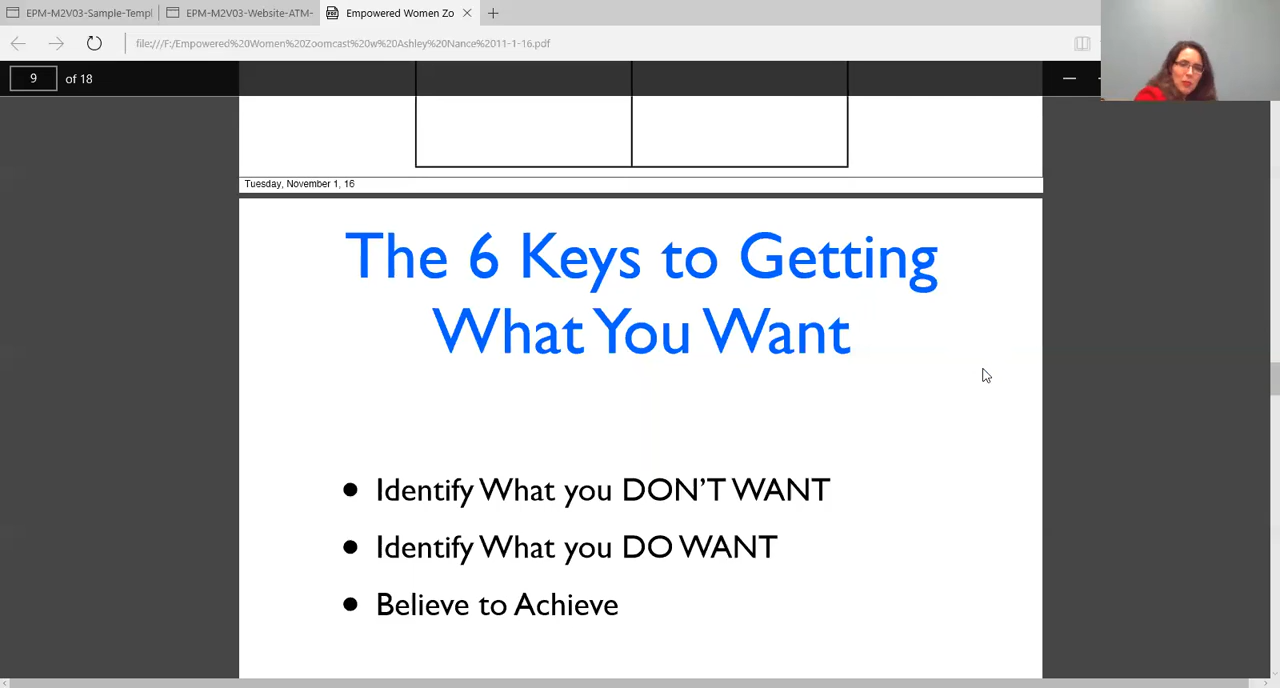 EPM-M2V03-Sample-Templ
EPM-M2V03-Website-ATM-
Empowered Women Zo
file:///F:/Empowered%20Women%20Zoomcast%20w%20Ashley%20Nance%2011-1-16.pdf
9 of 18
Tuesday, November 1, 16
The 6 Keys to Getting
What You Want
• Identify What you DON'T WANT
• Identify What you DO WANT
• Believe to Achieve